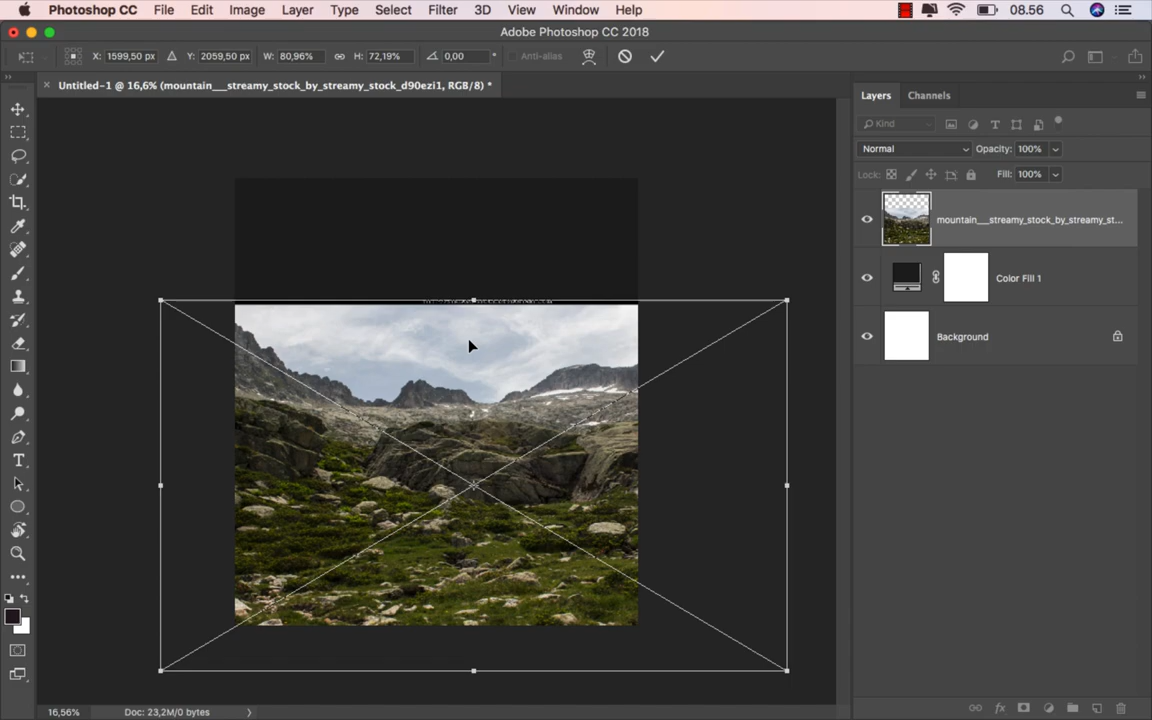 Photoshop CC File Edit Image Layer Type Select Filter 3D View Window Help 08.56
Adobe Photoshop CC 2018
X: 1599,50 px Y: 2059,50 px W: 80,96% H: 72,19% 0,00 ° Anti-alias
× Untitled-1 @ 16,6% (mountain__streamy_stock_by_streamy_stock_d90ezi1, RGB/8) *
Layers Channels
Kind
Normal Opacity: 100%
Lock: Fill: 100%
mountain__streamy_stock_by_streamy_st...
Color Fill 1
Background
16,56% Doc: 23,2M/0 bytes